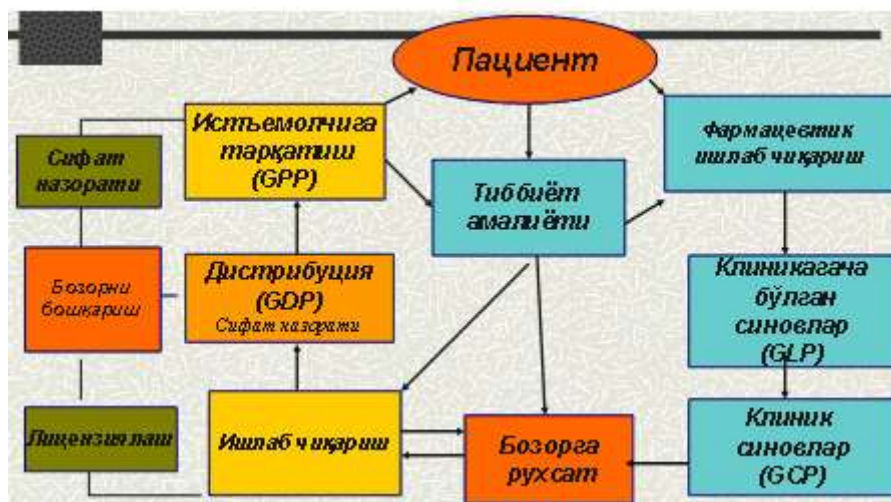 Пациент
Истъемолчига
тарқатиш
(GPP)
Фармацевтик
ишлаб чиқариш
Сифат
назорати
Тиббиёт
амалиёти
Бозорни
бошқариш
Дистрибуция
(GDP)
Сифат назорати
Клиникагача
бўлган
синовлар
(GLP)
Лицензиялаш
Ишлаб чиқариш
Бозорга
рухсат
Клиник
синовлар
(GCP)